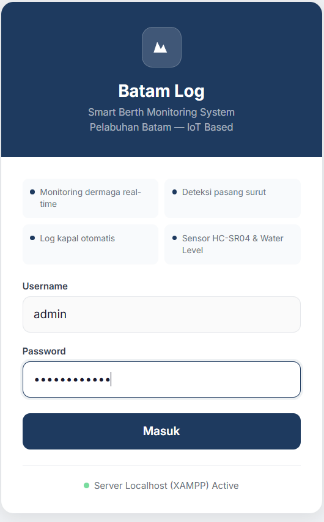 Batam Log
Smart Berth Monitoring System
Pelabuhan Batam — IoT Based
Monitoring dermaga real-
time
Deteksi pasang surut
Log kapal otomatis
Sensor HC-SR04 & Water
Level
Username
admin
Password
••••••••••••
Masuk
Server Localhost (XAMPP) Active